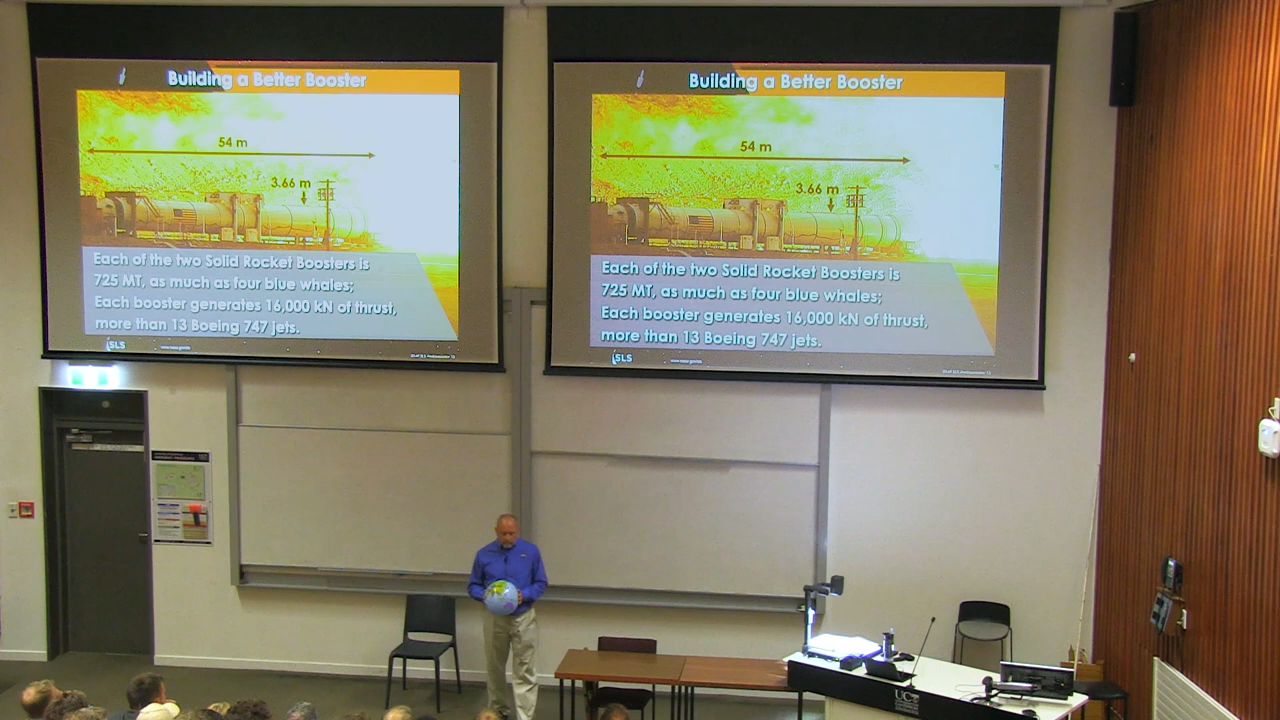 Building a Better Booster
54 m
3.66 m
Each of the two Solid Rocket Boosters is
725 MT, as much as four blue whales;
Each booster generates 16,000 kN of thrust,
more than 13 Boeing 747 jets.
SLS
Building a Better Booster
54 m
3.66 m
Each of the two Solid Rocket Boosters is
725 MT, as much as four blue whales;
Each booster generates 16,000 kN of thrust,
more than 13 Boeing 747 jets.
SLS
UC